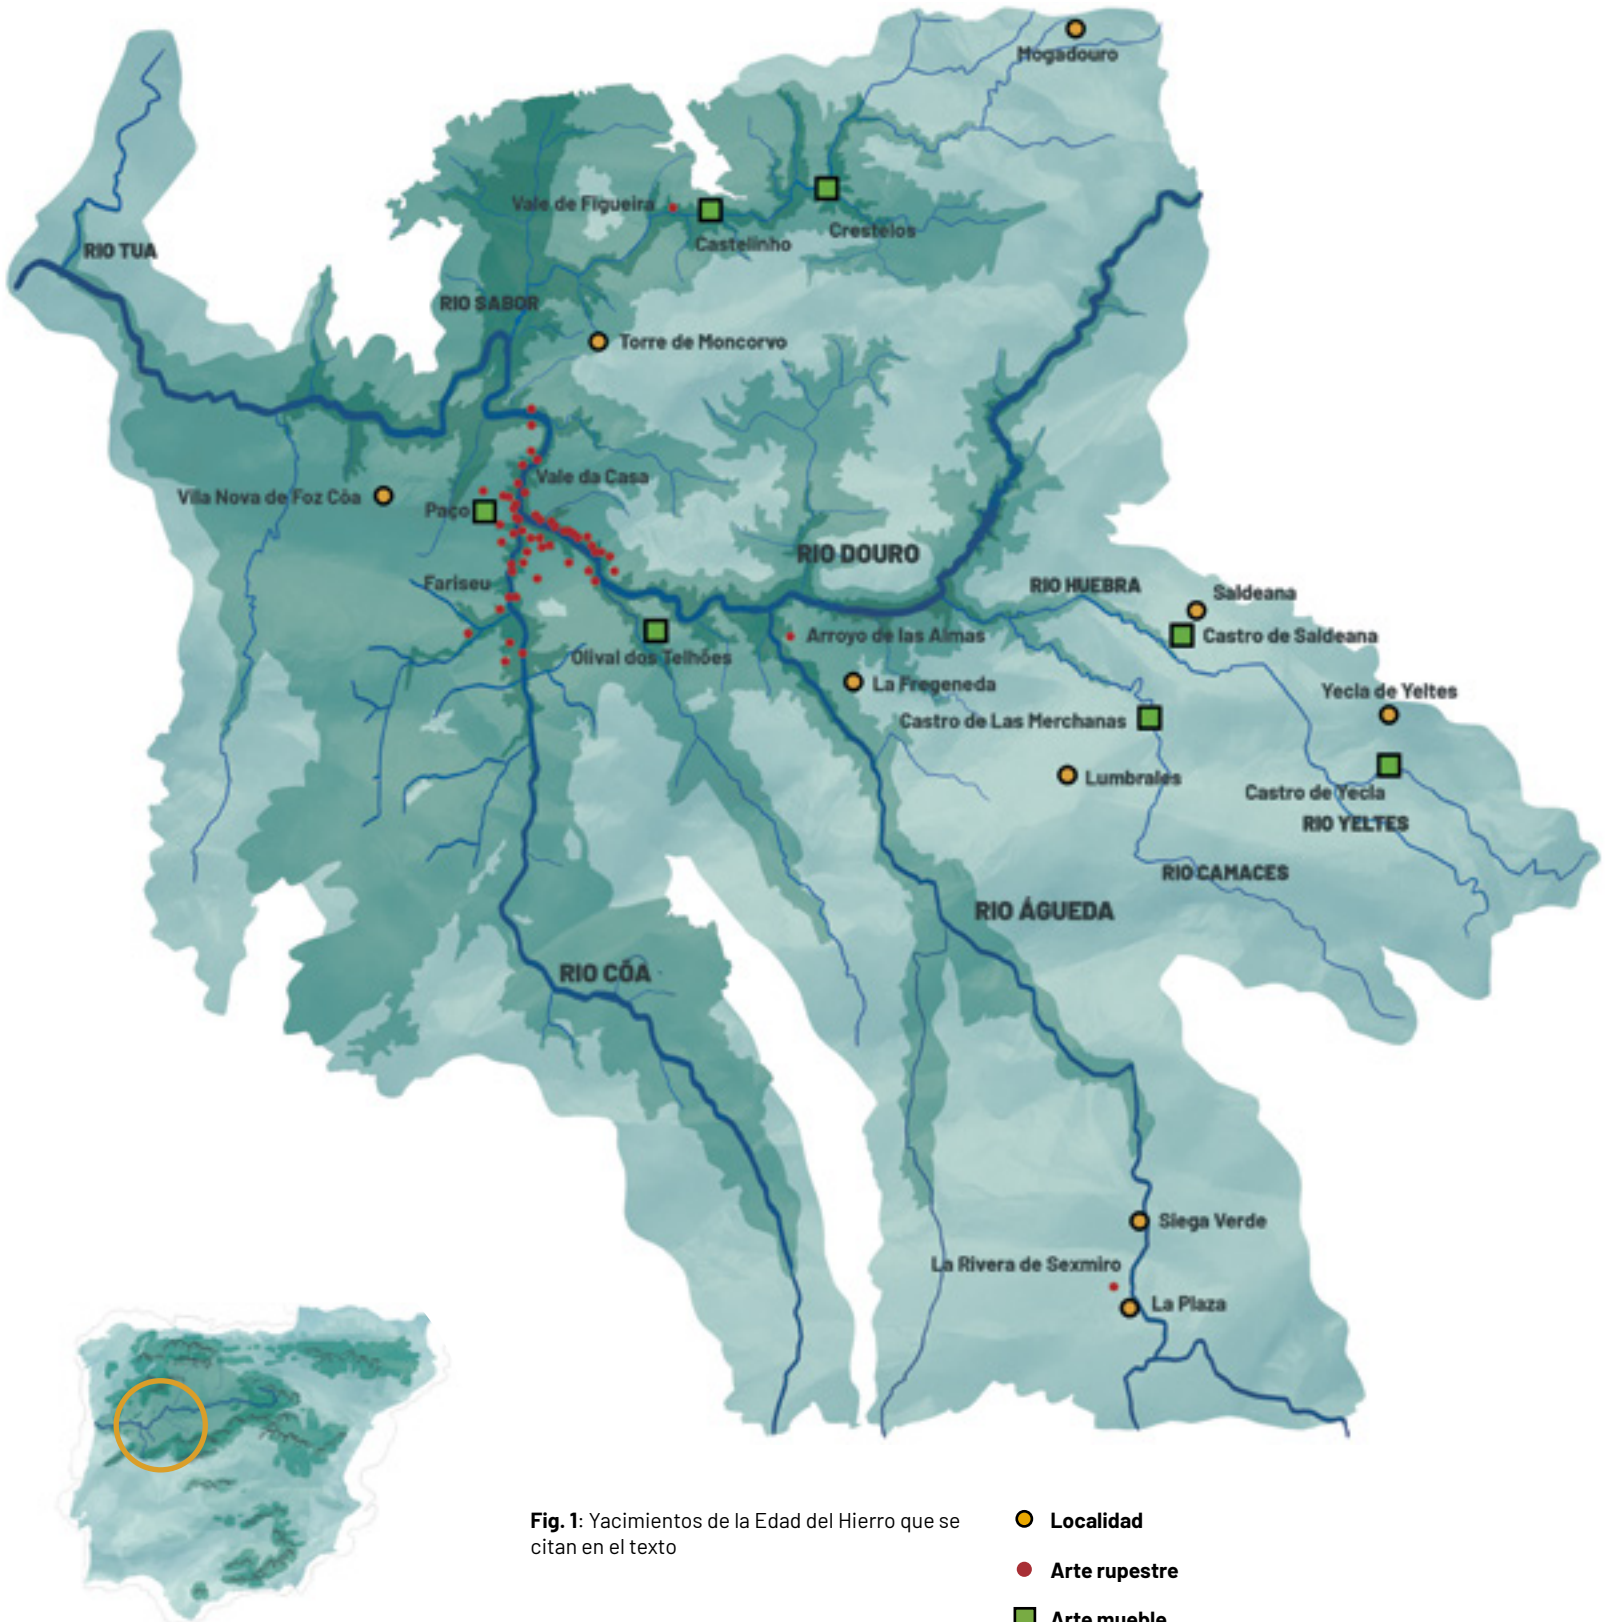 Mogadouro
Vale de Figueira
Castelinho
Crestelos
RIO TUA
RIO SABOR
Torre de Moncorvo
Vale da Casa
Vila Nova de Foz Côa
Paço
RIO DOURO
Fariseu
RIO HUEBRA
Saldeana
Castro de Saldeana
Arroyo de las Almas
Olival dos Telhões
La Fregeneda
Yecla de Yeltes
Castro de Las Merchanas
Lumbrales
Castro de Yecla
RIO YELTES
RIO CAMACES
RIO ÁGUEDA
RIO CÔA
Siega Verde
La Rivera de Sexmiro
La Plaza
Fig. 1: Yacimientos de la Edad del Hierro que se
citan en el texto
Localidad
Arte rupestre
Arte mueble